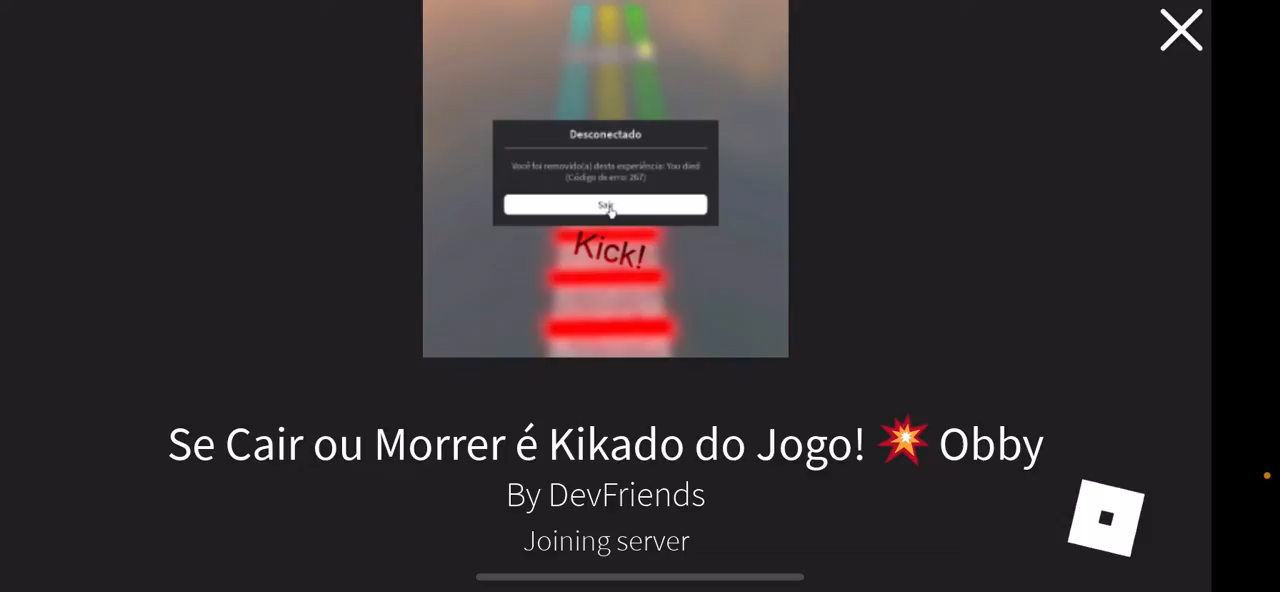 Desconectado
Você foi removido(a) desta experiência: You died
(Código de erro: 267)
Sair
Kick!
Se Cair ou Morrer é Kikado do Jogo! 💥 Obby
By DevFriends
Joining server